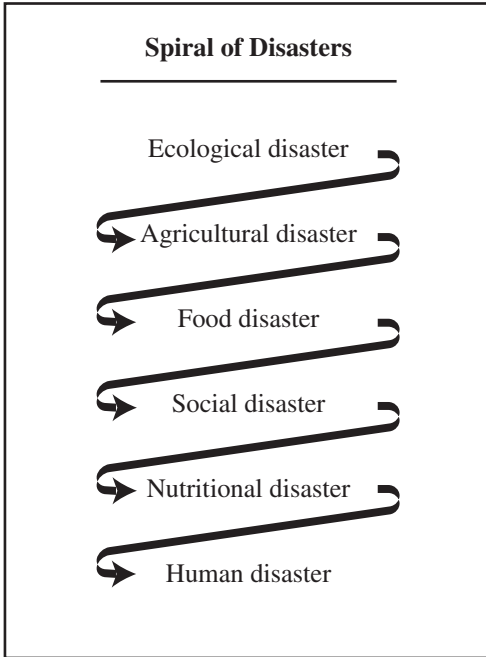 Spiral of Disasters
Ecological disaster
Agricultural disaster
Food disaster
Social disaster
Nutritional disaster
Human disaster